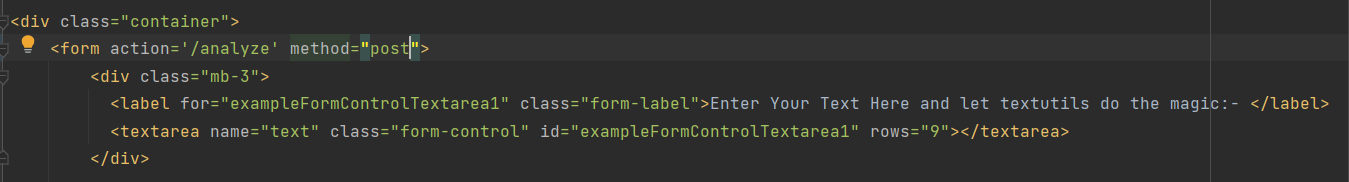 <div class="container">
<form action='/analyze' method="post">
<div class="mb-3">
<label for="exampleFormControlTextarea1" class="form-label">Enter Your Text Here and let textutils do the magic:- </label>
<textarea name="text" class="form-control" id="exampleFormControlTextarea1" rows="9"></textarea>
</div>